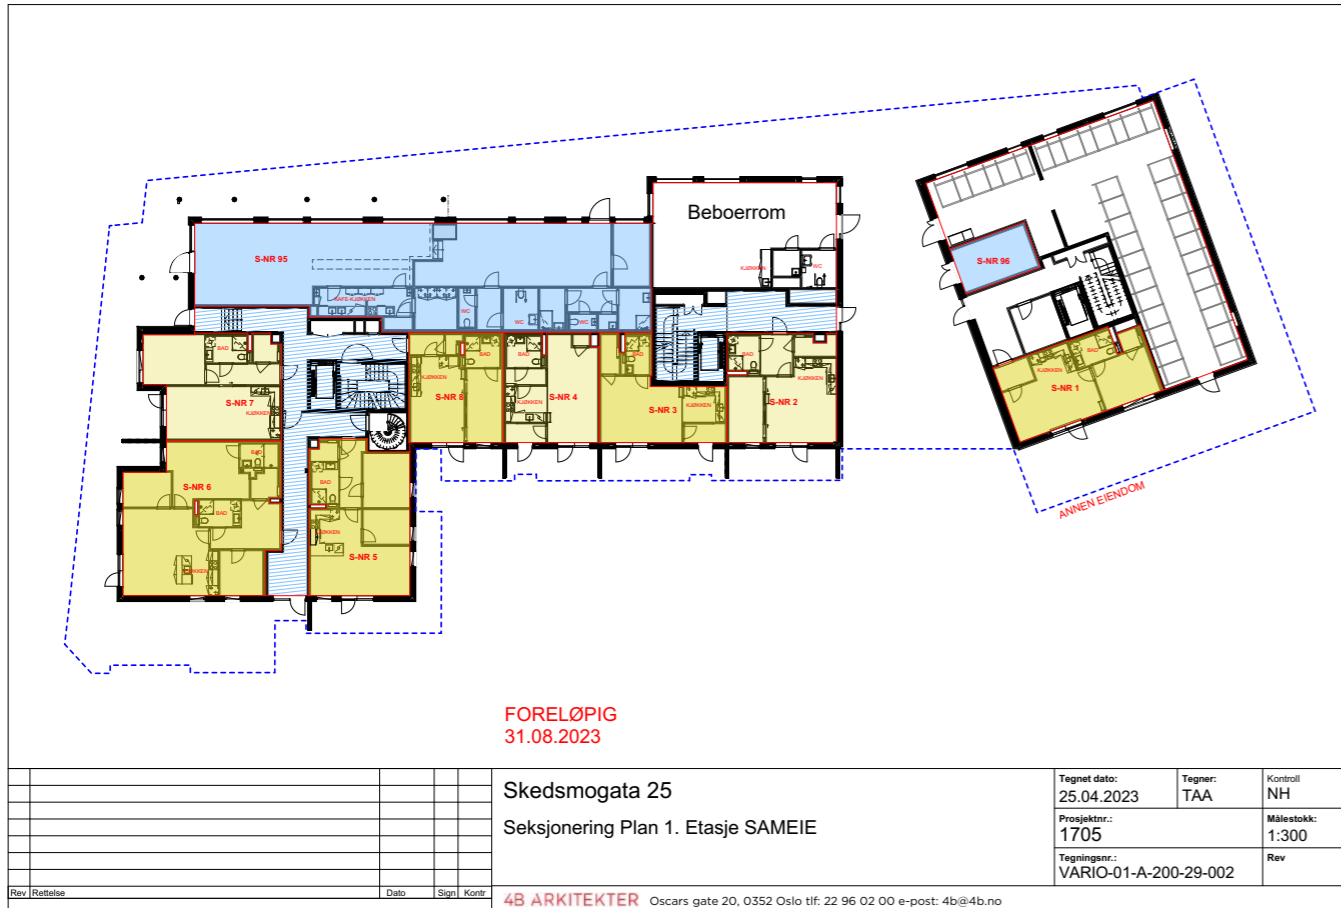 Beboerrom
KJØKKEN
WC
S-NR 95
KAFE-KJØKKEN
WC
WC
WC
S-NR 96
BAD
KJØKKEN
S-NR 1
ANNEN EIENDOM
BAD
S-NR 7
KJØKKEN
BAD
KJØKKEN
S-NR 8
BAD
KJØKKEN
S-NR 4
BAD
S-NR 3
KJØKKEN
BAD
KJØKKEN
S-NR 2
BAD
S-NR 6
BAD
KJØKKEN
BAD
KJØKKEN
S-NR 5
FORELØPIG
31.08.2023
Skedsmogata 25
Seksjonering Plan 1. Etasje SAMEIE
Tegnet dato:
25.04.2023
Tegner:
TAA
Kontroll
NH
Prosjektnr.:
1705
Målestokk:
1:300
Tegningsnr.:
VARIO-01-A-200-29-002
Rev
Rev Rettelse Dato Sign Kontr
4B ARKITEKTER Oscars gate 20, 0352 Oslo tlf: 22 96 02 00 e-post: 4b@4b.no